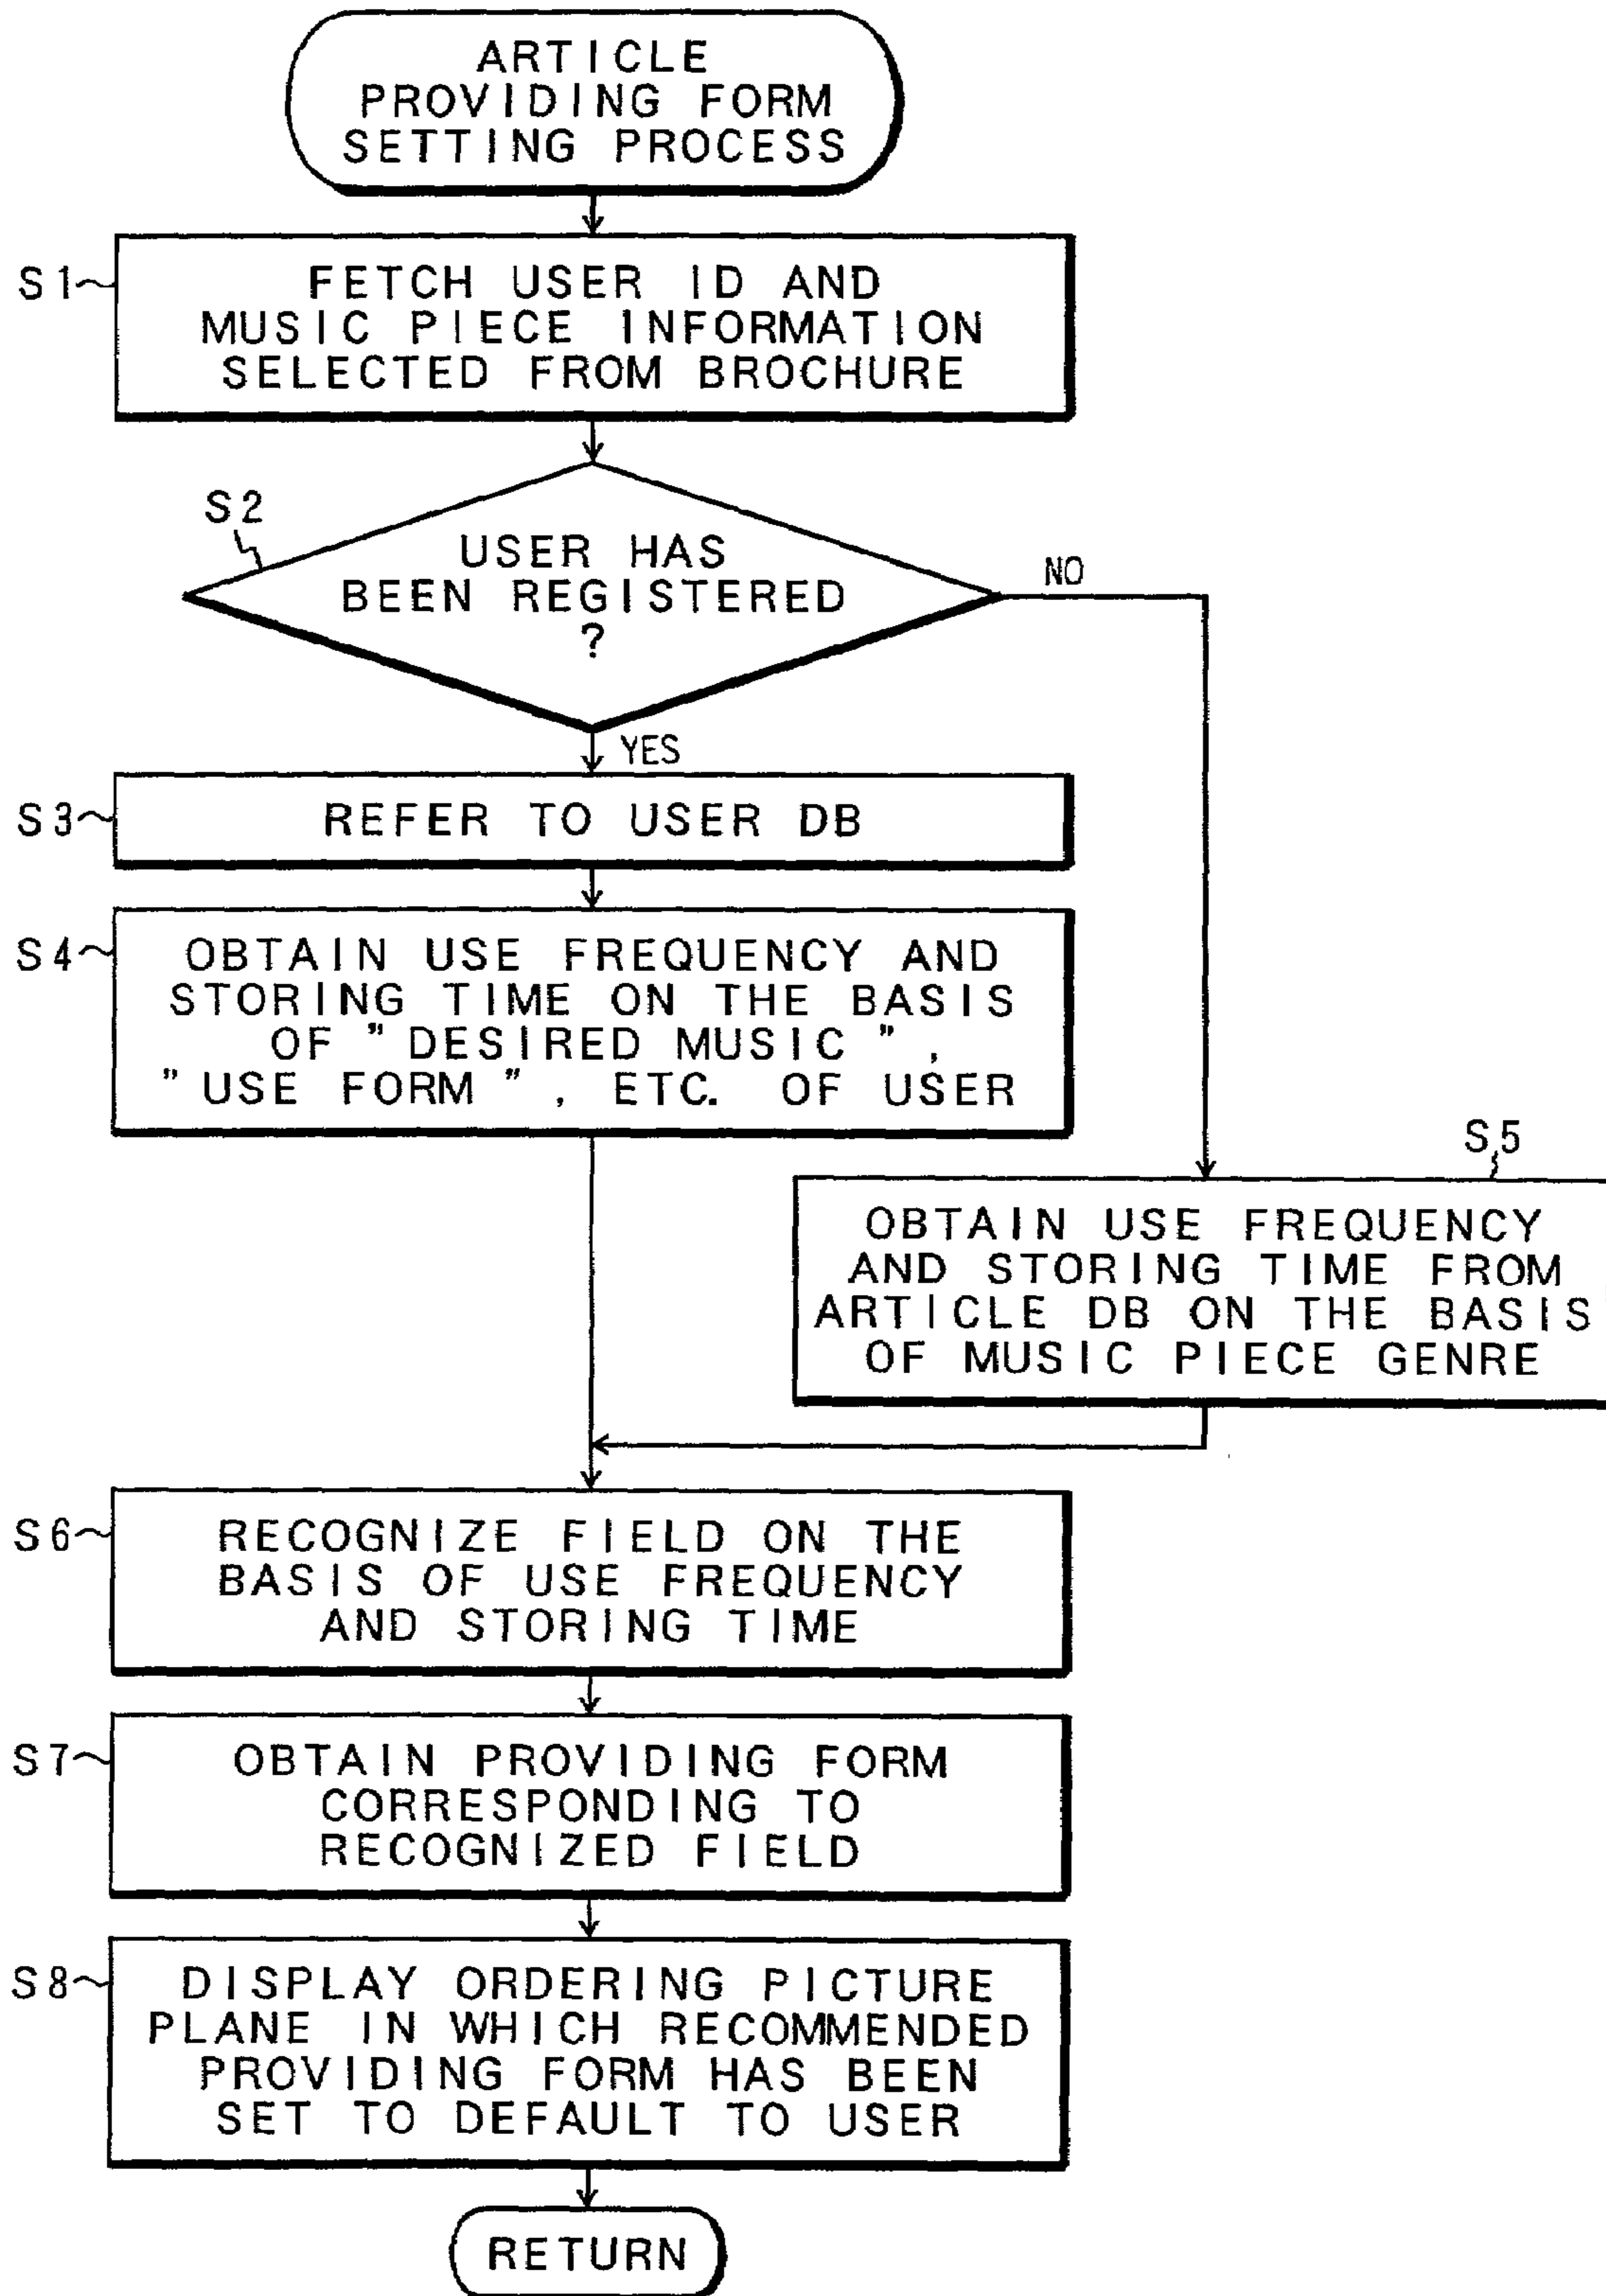 ARTICLE
PROVIDING FORM
SETTING PROCESS
S1
FETCH USER ID AND
MUSIC PIECE INFORMATION
SELECTED FROM BROCHURE
S2
USER HAS
BEEN REGISTERED
?
NO
YES
S3
REFER TO USER DB
S4
OBTAIN USE FREQUENCY AND
STORING TIME ON THE BASIS
OF "DESIRED MUSIC",
"USE FORM", ETC. OF USER
S5
OBTAIN USE FREQUENCY
AND STORING TIME FROM
ARTICLE DB ON THE BASIS
OF MUSIC PIECE GENRE
S6
RECOGNIZE FIELD ON THE
BASIS OF USE FREQUENCY
AND STORING TIME
S7
OBTAIN PROVIDING FORM
CORRESPONDING TO
RECOGNIZED FIELD
S8
DISPLAY ORDERING PICTURE
PLANE IN WHICH RECOMMENDED
PROVIDING FORM HAS BEEN
SET TO DEFAULT TO USER
RETURN